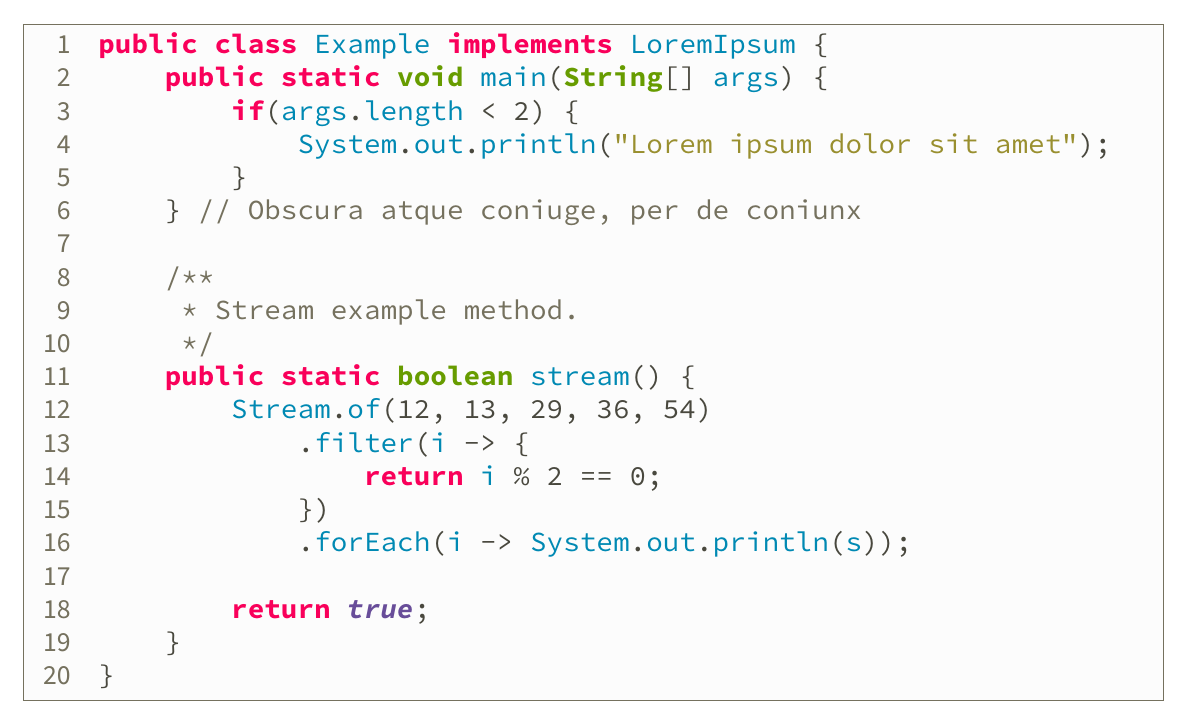 1 public class Example implements LoremIpsum {
2     public static void main(String[] args) {
3         if(args.length < 2) {
4             System.out.println("Lorem ipsum dolor sit amet");
5         }
6     } // Obscura atque coniuge, per de coniunx
7
8     /**
9      * Stream example method.
10      */
11     public static boolean stream() {
12         Stream.of(12, 13, 29, 36, 54)
13             .filter(i -> {
14                 return i % 2 == 0;
15             })
16             .forEach(i -> System.out.println(s));
17
18         return true;
19     }
20 }